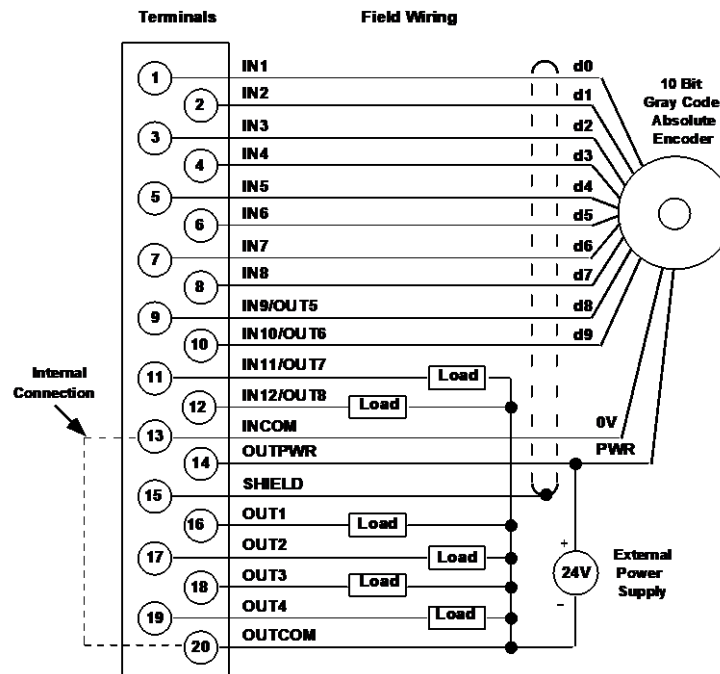 Terminals
Field Wiring
1
IN1
d0
2
IN2
d1
3
IN3
d2
4
IN4
d3
5
IN5
d4
6
IN6
d5
7
IN7
d6
8
IN8
d7
9
IN9/OUT5
d8
10
IN10/OUT6
d9
10 Bit
Gray Code
Absolute
Encoder
11
IN11/OUT7
Load
12
IN12/OUT8
Load
Internal
Connection
13
INCOM
0V
14
OUTPWR
PWR
15
SHIELD
16
OUT1
Load
17
OUT2
Load
18
OUT3
Load
19
OUT4
Load
20
OUTCOM
+
24V
–
External
Power
Supply